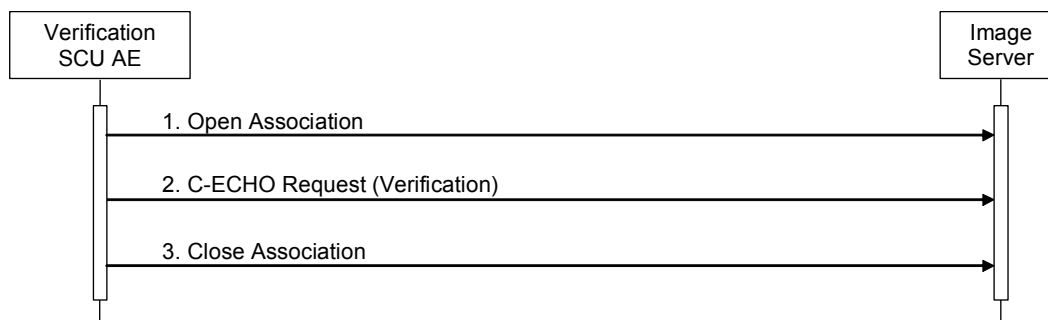 Verification
SCU AE
Image
Server
1. Open Association
2. C-ECHO Request (Verification)
3. Close Association